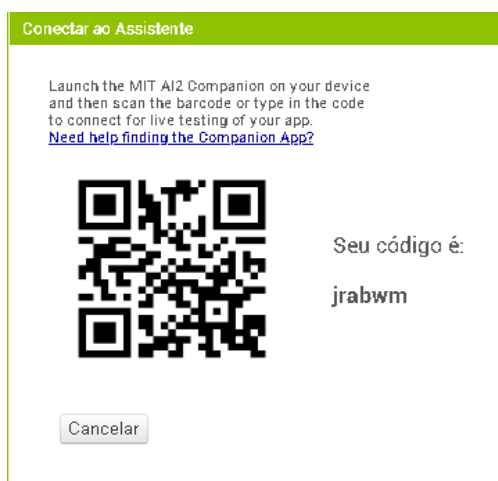 Conectar ao Assistente
Launch the MIT AI2 Companion on your device
and then scan the barcode or type in the code
to connect for live testing of your app.
Need help finding the Companion App?
Seu código é:
jrabwm
Cancelar